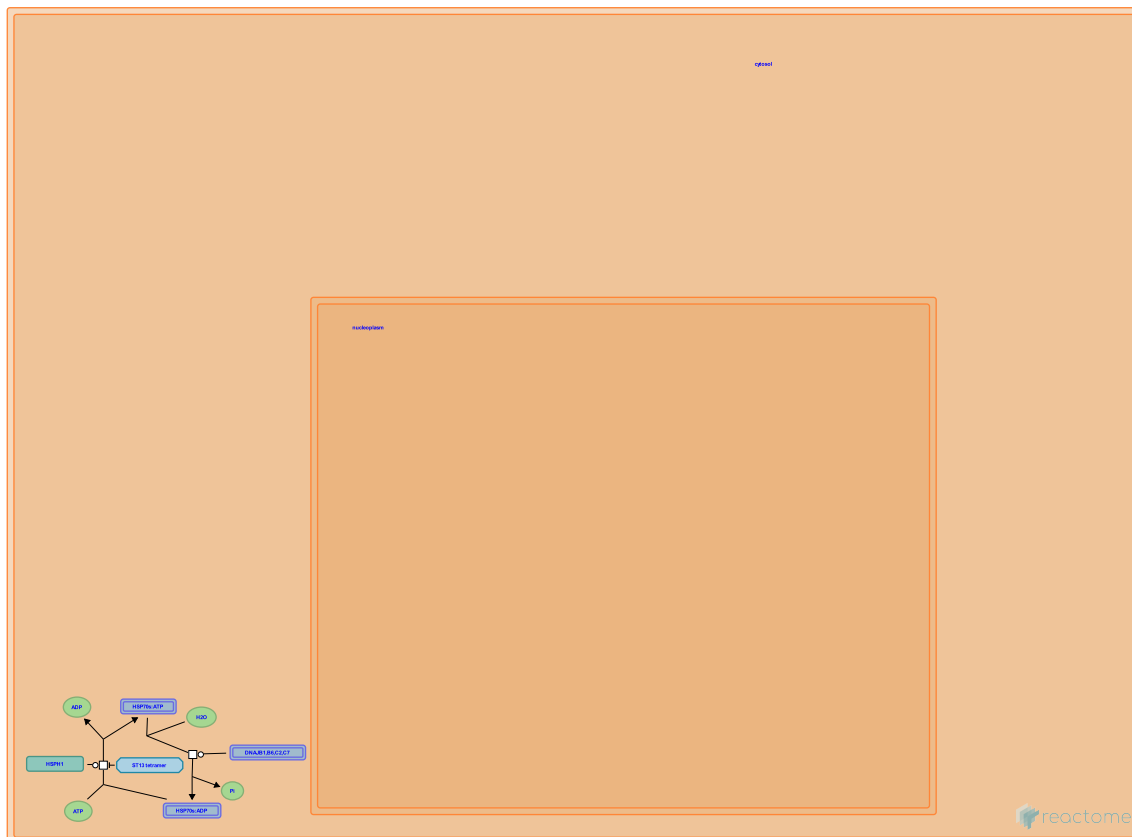 cytosol
nucleoplasm
ADP
HSP70s:ATP
H2O
DNAJB1,B6,C2,C7
HSPH1
ST13 tetramer
Pi
ATP
HSP70s:ADP
reactome